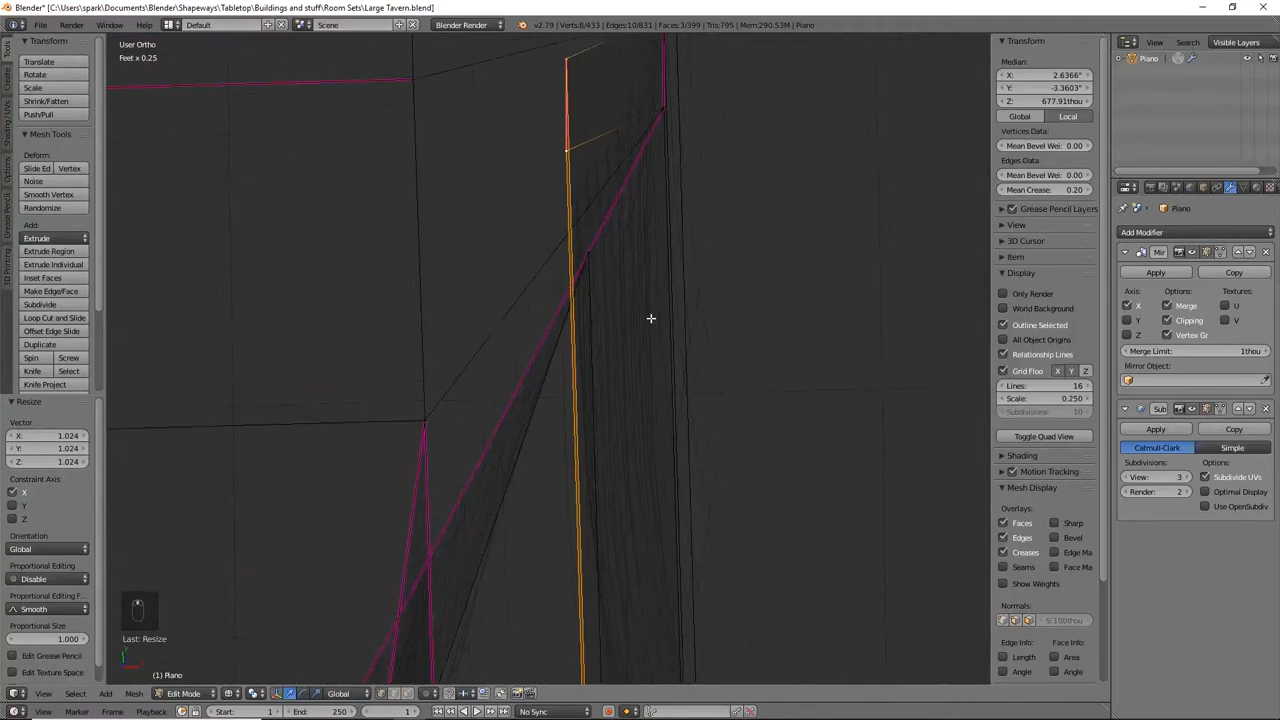 Blender* [C:\Users\spark\Documents\Blender\Shapeways\Tabletop\Buildings and stuff\Room Sets\Large Tavern.blend]
File Render Window Help Default Scene Blender Render v2.79 | Verts:8/433 | Edges:10/831 | Faces:3/399 | Tris:795 | Mem:290.53M | Piano
View Search Visible Layers
Piano
User Ortho
Feet x 0.25
Tools
Create
Shading / UVs
Options
Grease Pencil
3D Printing
Transform
Translate
Rotate
Scale
Shrink/Fatten
Push/Pull
Mesh Tools
Deform:
Slide Ed Vertex
Noise
Smooth Vertex
Randomize
Add:
Extrude
Extrude Region
Extrude Individual
Inset Faces
Make Edge/Face
Subdivide
Loop Cut and Slide
Offset Edge Slide
Duplicate
Spin Screw
Knife Select
Knife Project
Resize
Vector
X: 1.024
Y: 1.024
Z: 1.024
Constraint Axis
X
Y
Z
Orientation
Global
Proportional Editing
Disable
Proportional Editing F...
Smooth
Proportional Size
1.000
Edit Grease Pencil
Edit Texture Space
Last: Resize
(1) Piano
Transform
Median:
X: 2.6366"
Y: -3.3603"
Z: 677.91thou
Global Local
Vertices Data:
Mean Bevel Wei: 0.00
Edges Data:
Mean Bevel Wei: 0.00
Mean Crease: 0.20
Grease Pencil Layers
View
3D Cursor
Item
Display
Only Render
World Background
Outline Selected
All Object Origins
Relationship Lines
Grid Floo X Y Z
Lines: 16
Scale: 0.250
Subdivisions: 10
Toggle Quad View
Shading
Motion Tracking
Mesh Display
Overlays:
Faces Sharp
Edges Bevel
Creases Edge Ma
Seams Face Ma
Show Weights
Normals:
S:100thou
Edge Info: Face Info:
Length Area
Angle Angle
Piano
Add Modifier
Mir
Apply Copy
Axis: Options: Textures:
X Merge U
Y Clipping V
Z Vertex Gr
Merge Limit: 1thou
Mirror Object:
Sub
Apply Copy
Catmull-Clark Simple
Subdivisions: Options:
View: 3 Subdivide UVs
Render: 2 Optimal Display
Use OpenSubdiv
View Select Add Mesh Edit Mode Global
View Marker Frame Playback Start: 1 End: 250 1 No Sync